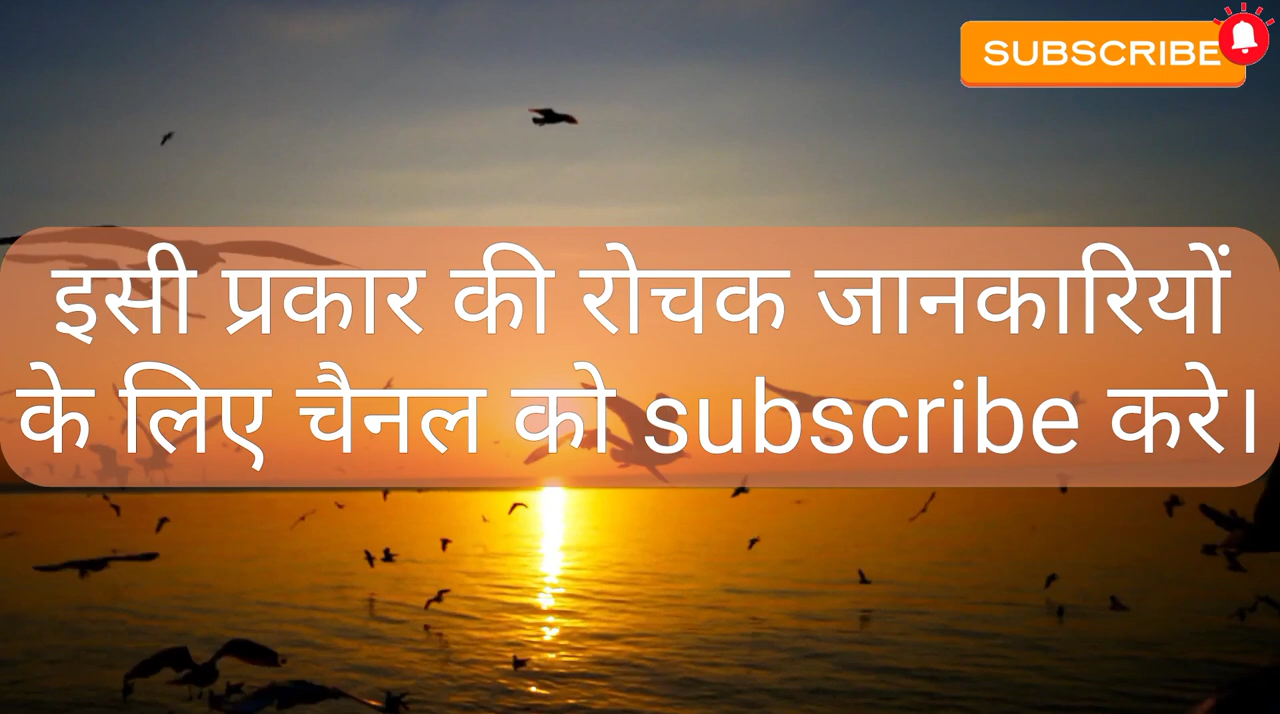 SUBSCRIBE
इसी प्रकार की रोचक जानकारियों
के लिए चैनल को subscribe करे।